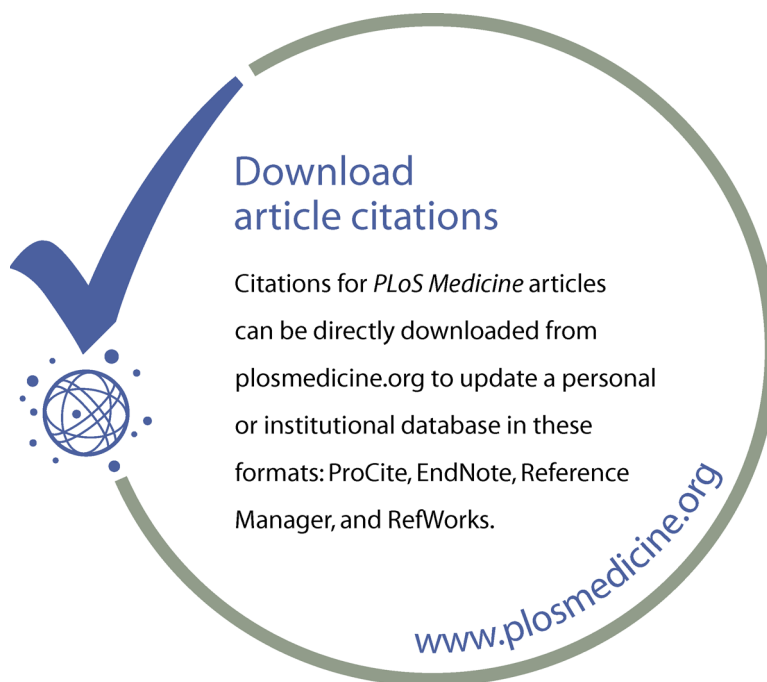 Download
article citations
Citations for PLoS Medicine articles
can be directly downloaded from
plosmedicine.org to update a personal
or institutional database in these
formats: ProCite, EndNote, Reference
Manager, and RefWorks.
www.plosmedicine.org